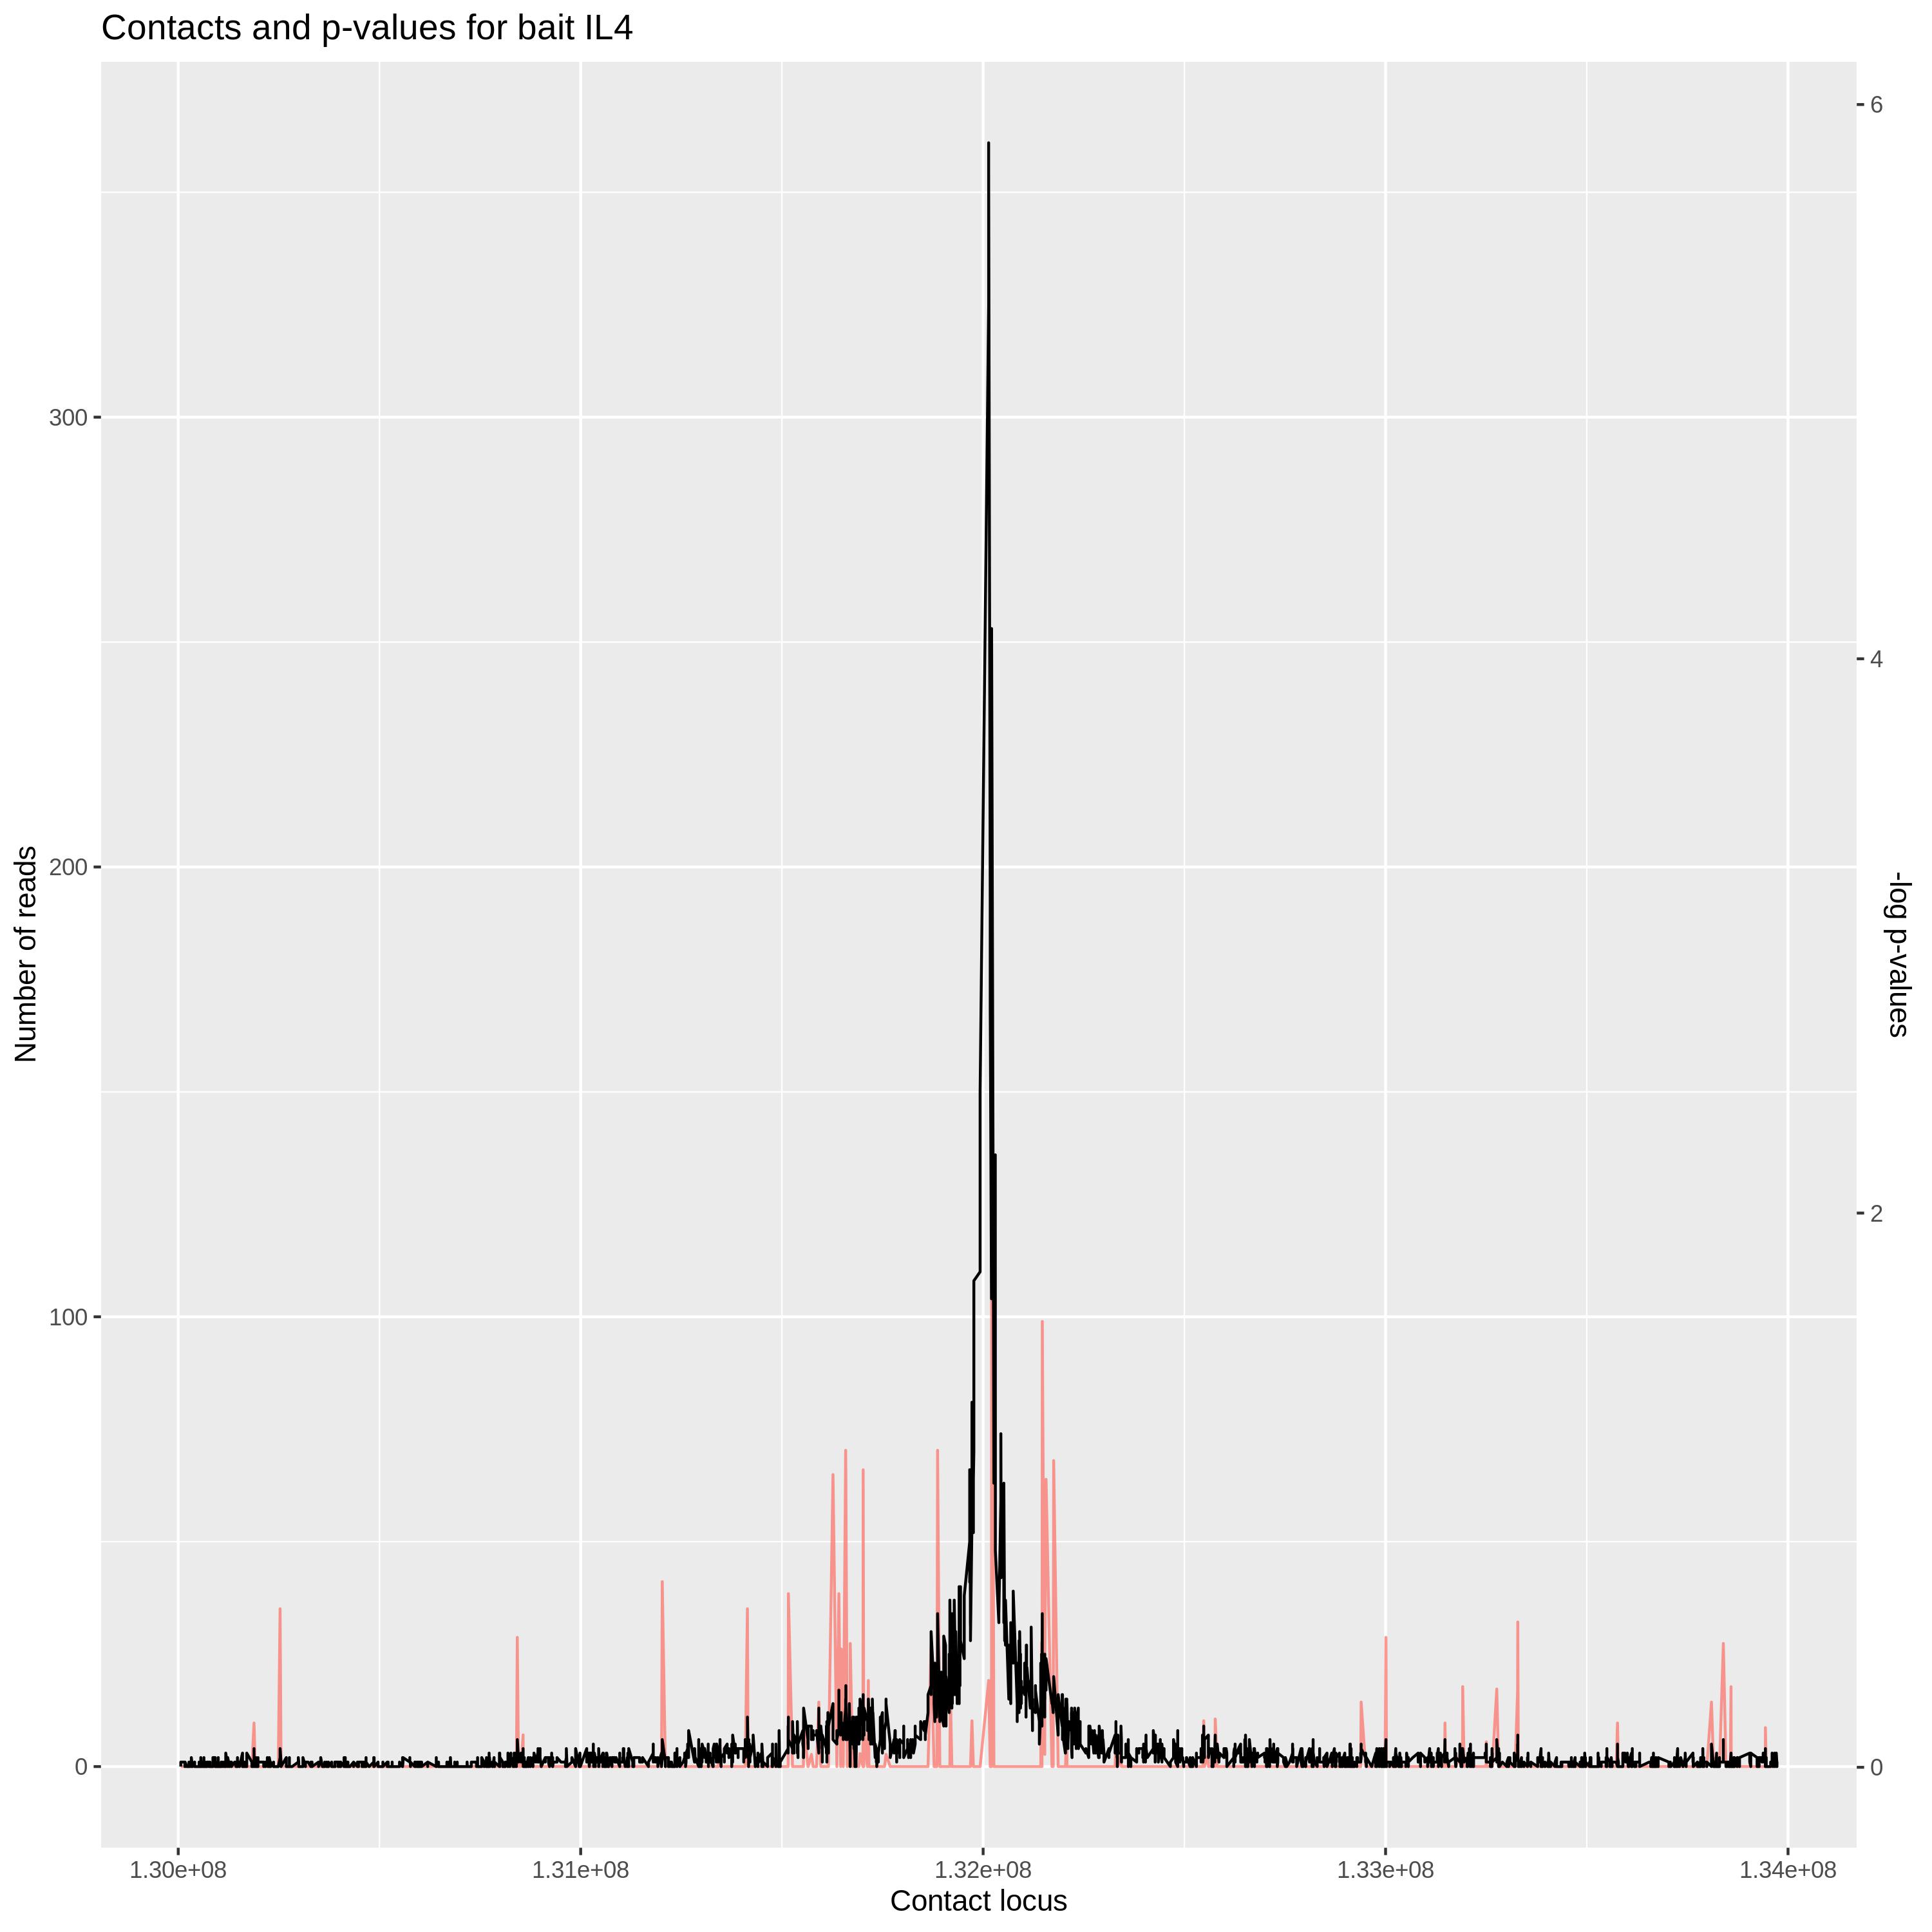 Contacts and p-values for bait IL4
6
300
4
Number of reads
200
-log p-values
2
100
0
0
1.30e+08
1.31e+08
1.32e+08
1.33e+08
1.34e+08
Contact locus